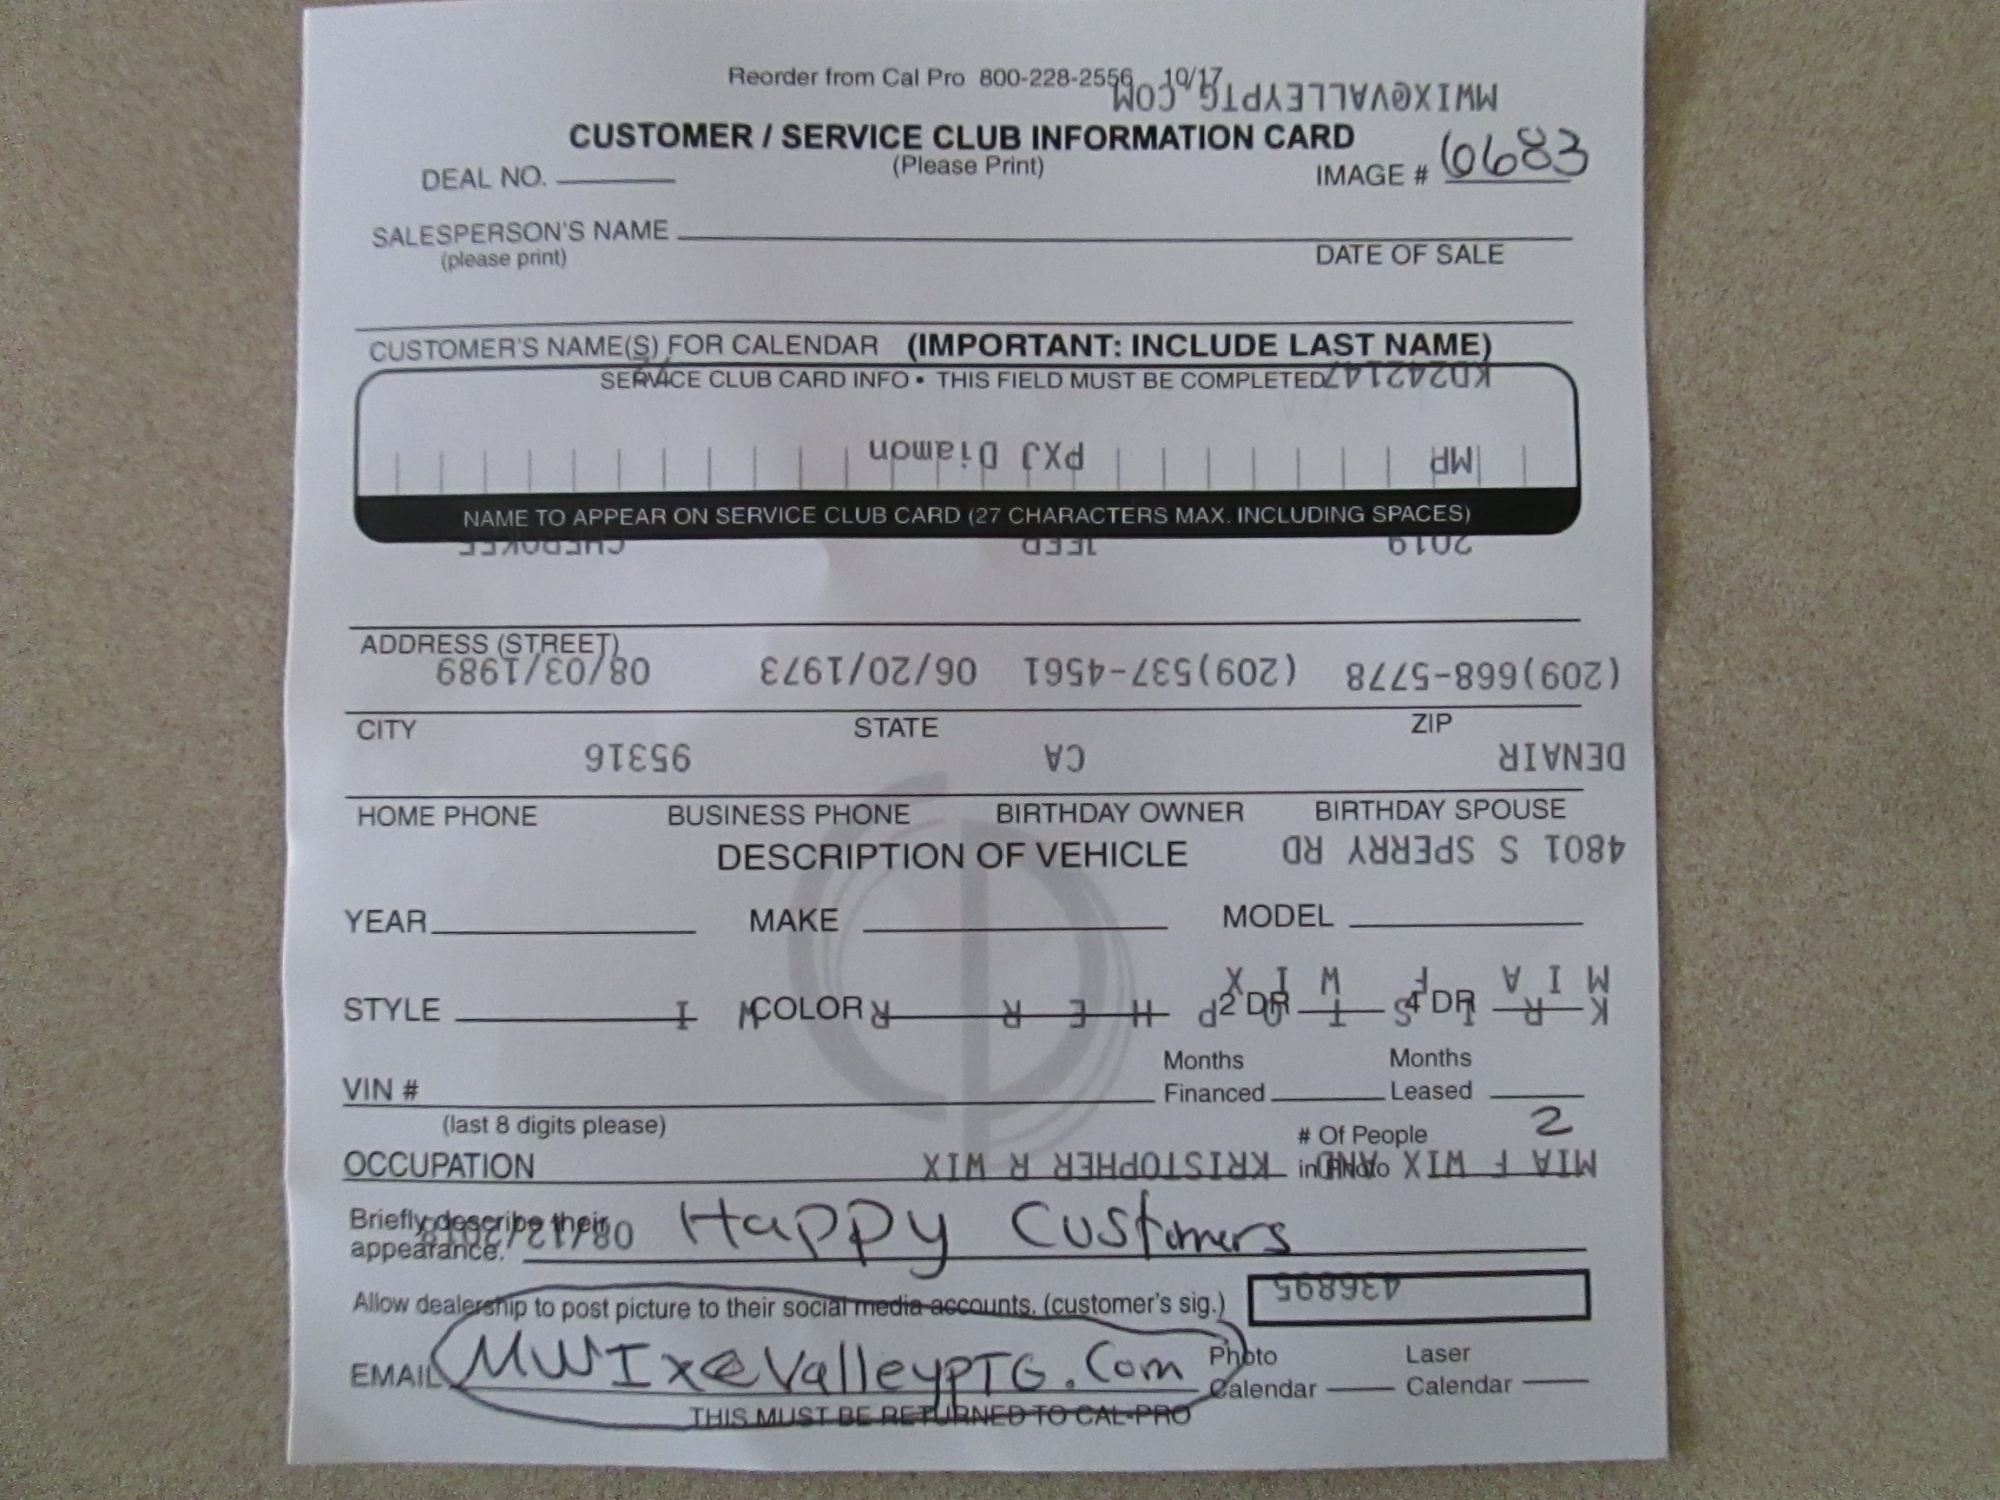 Reorder from Cal Pro 800-228-2556 10/17
MWIX@VALLEYPTG.COM
CUSTOMER / SERVICE CLUB INFORMATION CARD
(Please Print)
DEAL NO. IMAGE # 6683
SALESPERSON'S NAME
(please print) DATE OF SALE
CUSTOMER'S NAME(S) FOR CALENDAR (IMPORTANT: INCLUDE LAST NAME)
SERVICE CLUB CARD INFO • THIS FIELD MUST BE COMPLETED KD242147
PXJ Diamon MP
NAME TO APPEAR ON SERVICE CLUB CARD (27 CHARACTERS MAX. INCLUDING SPACES)
2019 JEEP CHEROKEE
ADDRESS (STREET)
(209)668-5778 (209)537-4561 06/20/1973 08/03/1989
CITY STATE ZIP
DENAIR CA 95316
HOME PHONE BUSINESS PHONE BIRTHDAY OWNER BIRTHDAY SPOUSE
DESCRIPTION OF VEHICLE 4801 S SPERRY RD
YEAR MAKE MODEL
M I A F W I X
STYLE COLOR 2 DR 4 DR
K R I S T O P H E R R W I
Months Months
VIN # Financed Leased
(last 8 digits please) # Of People 2
OCCUPATION in Photo
MIA F WIX AND KRISTOPHER R WIX
Briefly describe their
appearance. Happy Customers
08/12/2018
Allow dealership to post picture to their social media accounts. (customer's sig.) 436895
EMAIL MWIx@ValleyPTG.Com Photo Calendar Laser Calendar
THIS MUST BE RETURNED TO CAL-PRO